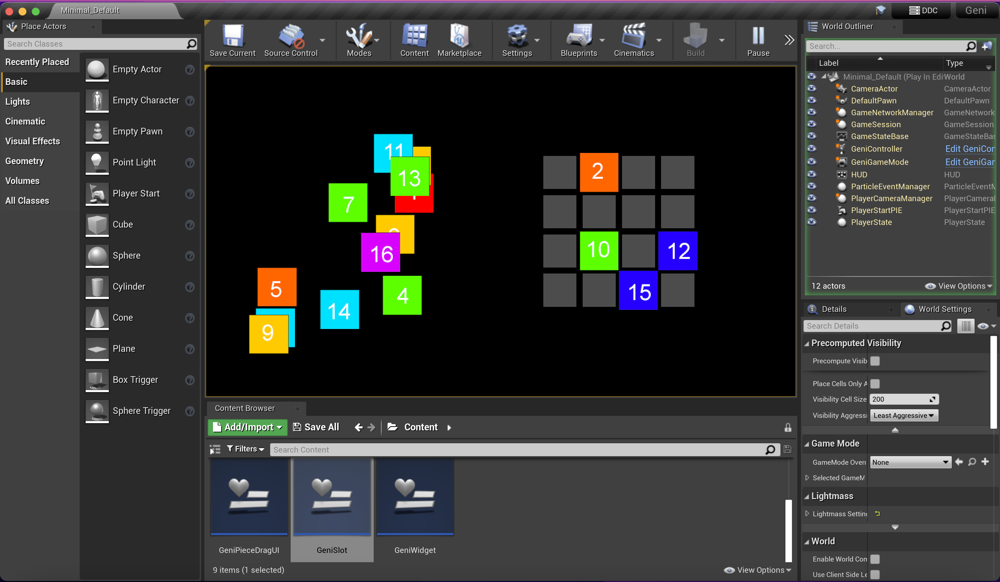 Minimal_Default
DDC
Geni
Place Actors
Search Classes
Recently Placed
Basic
Lights
Cinematic
Visual Effects
Geometry
Volumes
All Classes
Empty Actor
Empty Character
Empty Pawn
Point Light
Player Start
Cube
Sphere
Cylinder
Cone
Plane
Box Trigger
Sphere Trigger
Save Current
Source Control
Modes
Content
Marketplace
Settings
Blueprints
Cinematics
Build
Pause
11
13
7
16
5
14
4
9
2
10
12
15
Content Browser
Add/Import
Save All
Content
Filters
Search Content
GeniPieceDragUI
GeniSlot
GeniWidget
9 items (1 selected)
View Options
World Outliner
Search...
Label Type
Minimal_Default (Play In Edi World
CameraActor CameraActor
DefaultPawn DefaultPawn
GameNetworkManager GameNetwork
GameSession GameSession
GameStateBase GameStateBas
GeniController Edit GeniCor
GeniGameMode Edit GeniGar
HUD HUD
ParticleEventManager ParticleEventM
PlayerCameraManager PlayerCameral
PlayerStartPIE PlayerStartPIE
PlayerState PlayerState
12 actors
View Options
Details
World Settings
Search Details
Precomputed Visibility
Precompute Visib
Place Cells Only A
Visibility Cell Size 200
Visibility Aggressi Least Aggressive
Game Mode
GameMode Overr None
Selected GameM
Lightmass
Lightmass Setting
World
Enable World Com
Use Client Side Le